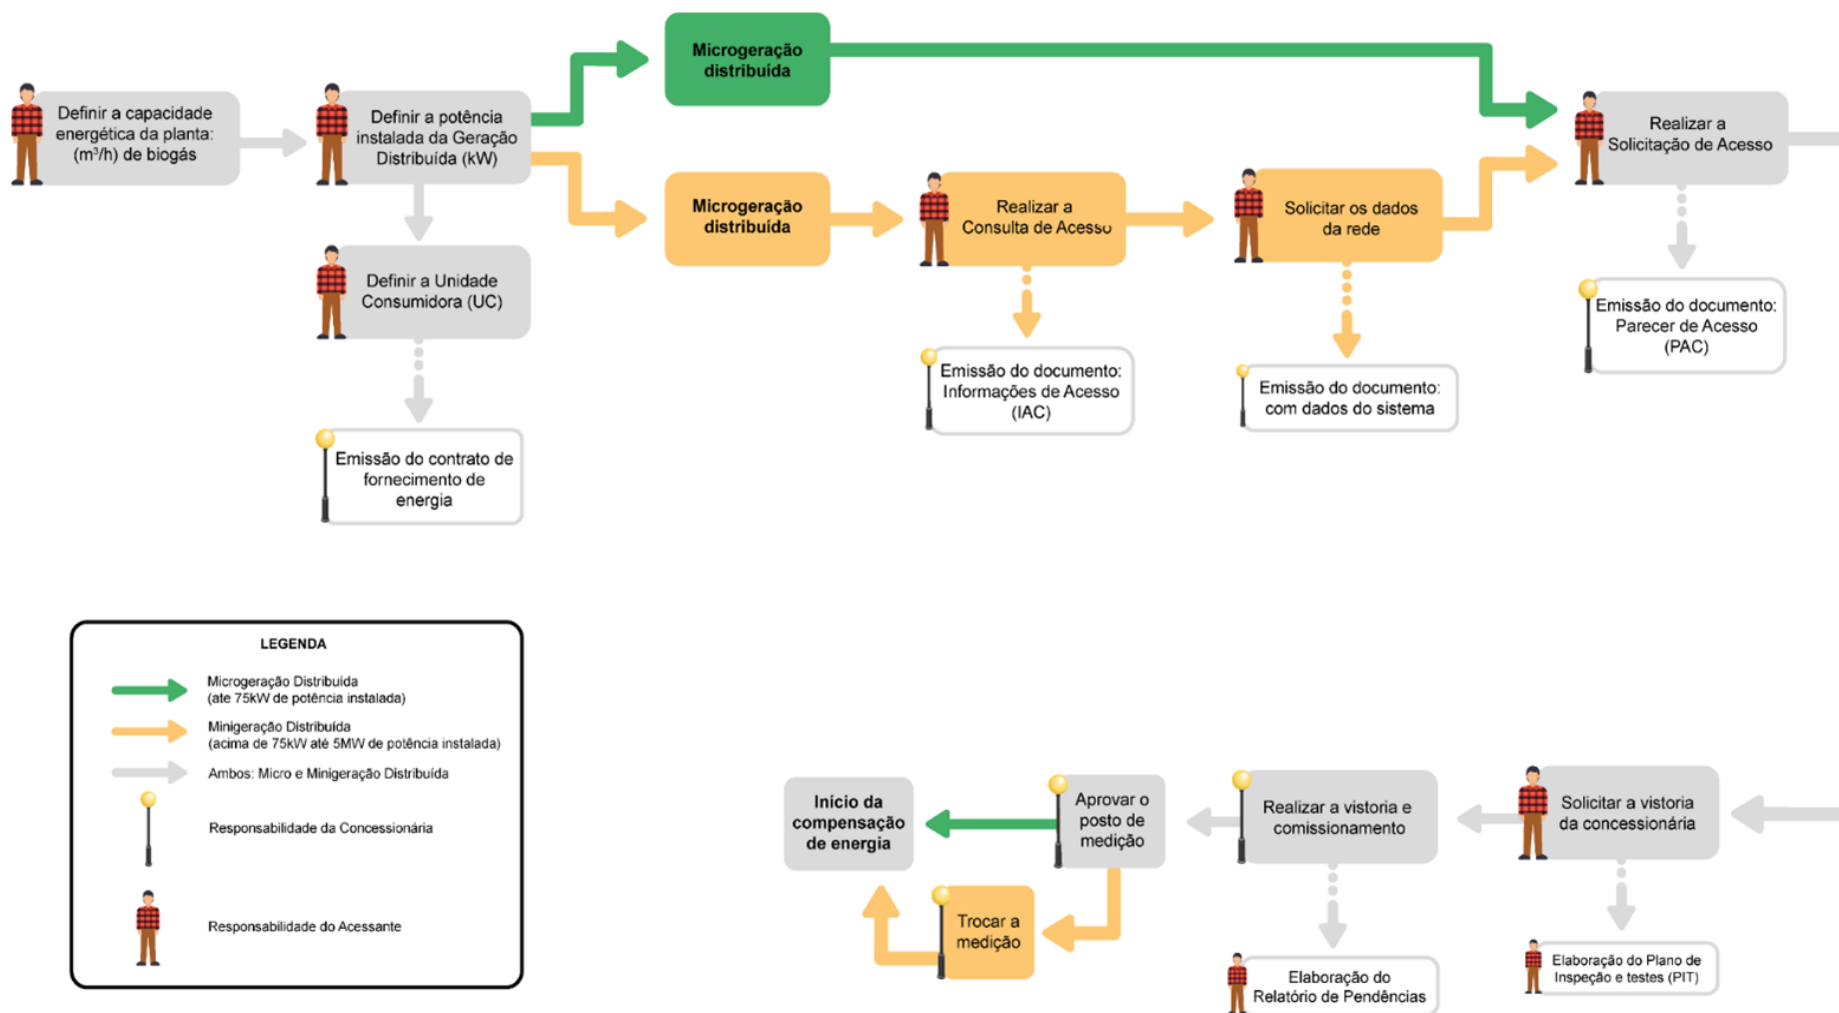 Definir a capacidade
energética da planta:
(m³/h) de biogás
Definir a potência
instalada da Geração
Distribuída (kW)
Microgeração
distribuída
Microgeração
distribuída
Realizar a
Consulta de Acesso
Solicitar os dados
da rede
Realizar a
Solicitação de Acesso
Definir a Unidade
Consumidora (UC)
Emissão do documento:
Informações de Acesso
(IAC)
Emissão do documento:
com dados do sistema
Emissão do documento:
Parecer de Acesso
(PAC)
Emissão do contrato de
fornecimento de
energia
LEGENDA
Microgeração Distribuída
(ate 75kW de potência instalada)
Minigeração Distribuída
(acima de 75kW até 5MW de potência instalada)
Ambos: Micro e Minigeração Distribuída
Responsabilidade da Concessionária
Responsabilidade do Acessante
Início da
compensação
de energia
Aprovar o
posto de
medição
Realizar a vistoria e
comissionamento
Solicitar a vistoria
da concessionária
Trocar a
medição
Elaboração do
Relatório de Pendências
Elaboração do Plano de
Inspeção e testes (PIT)